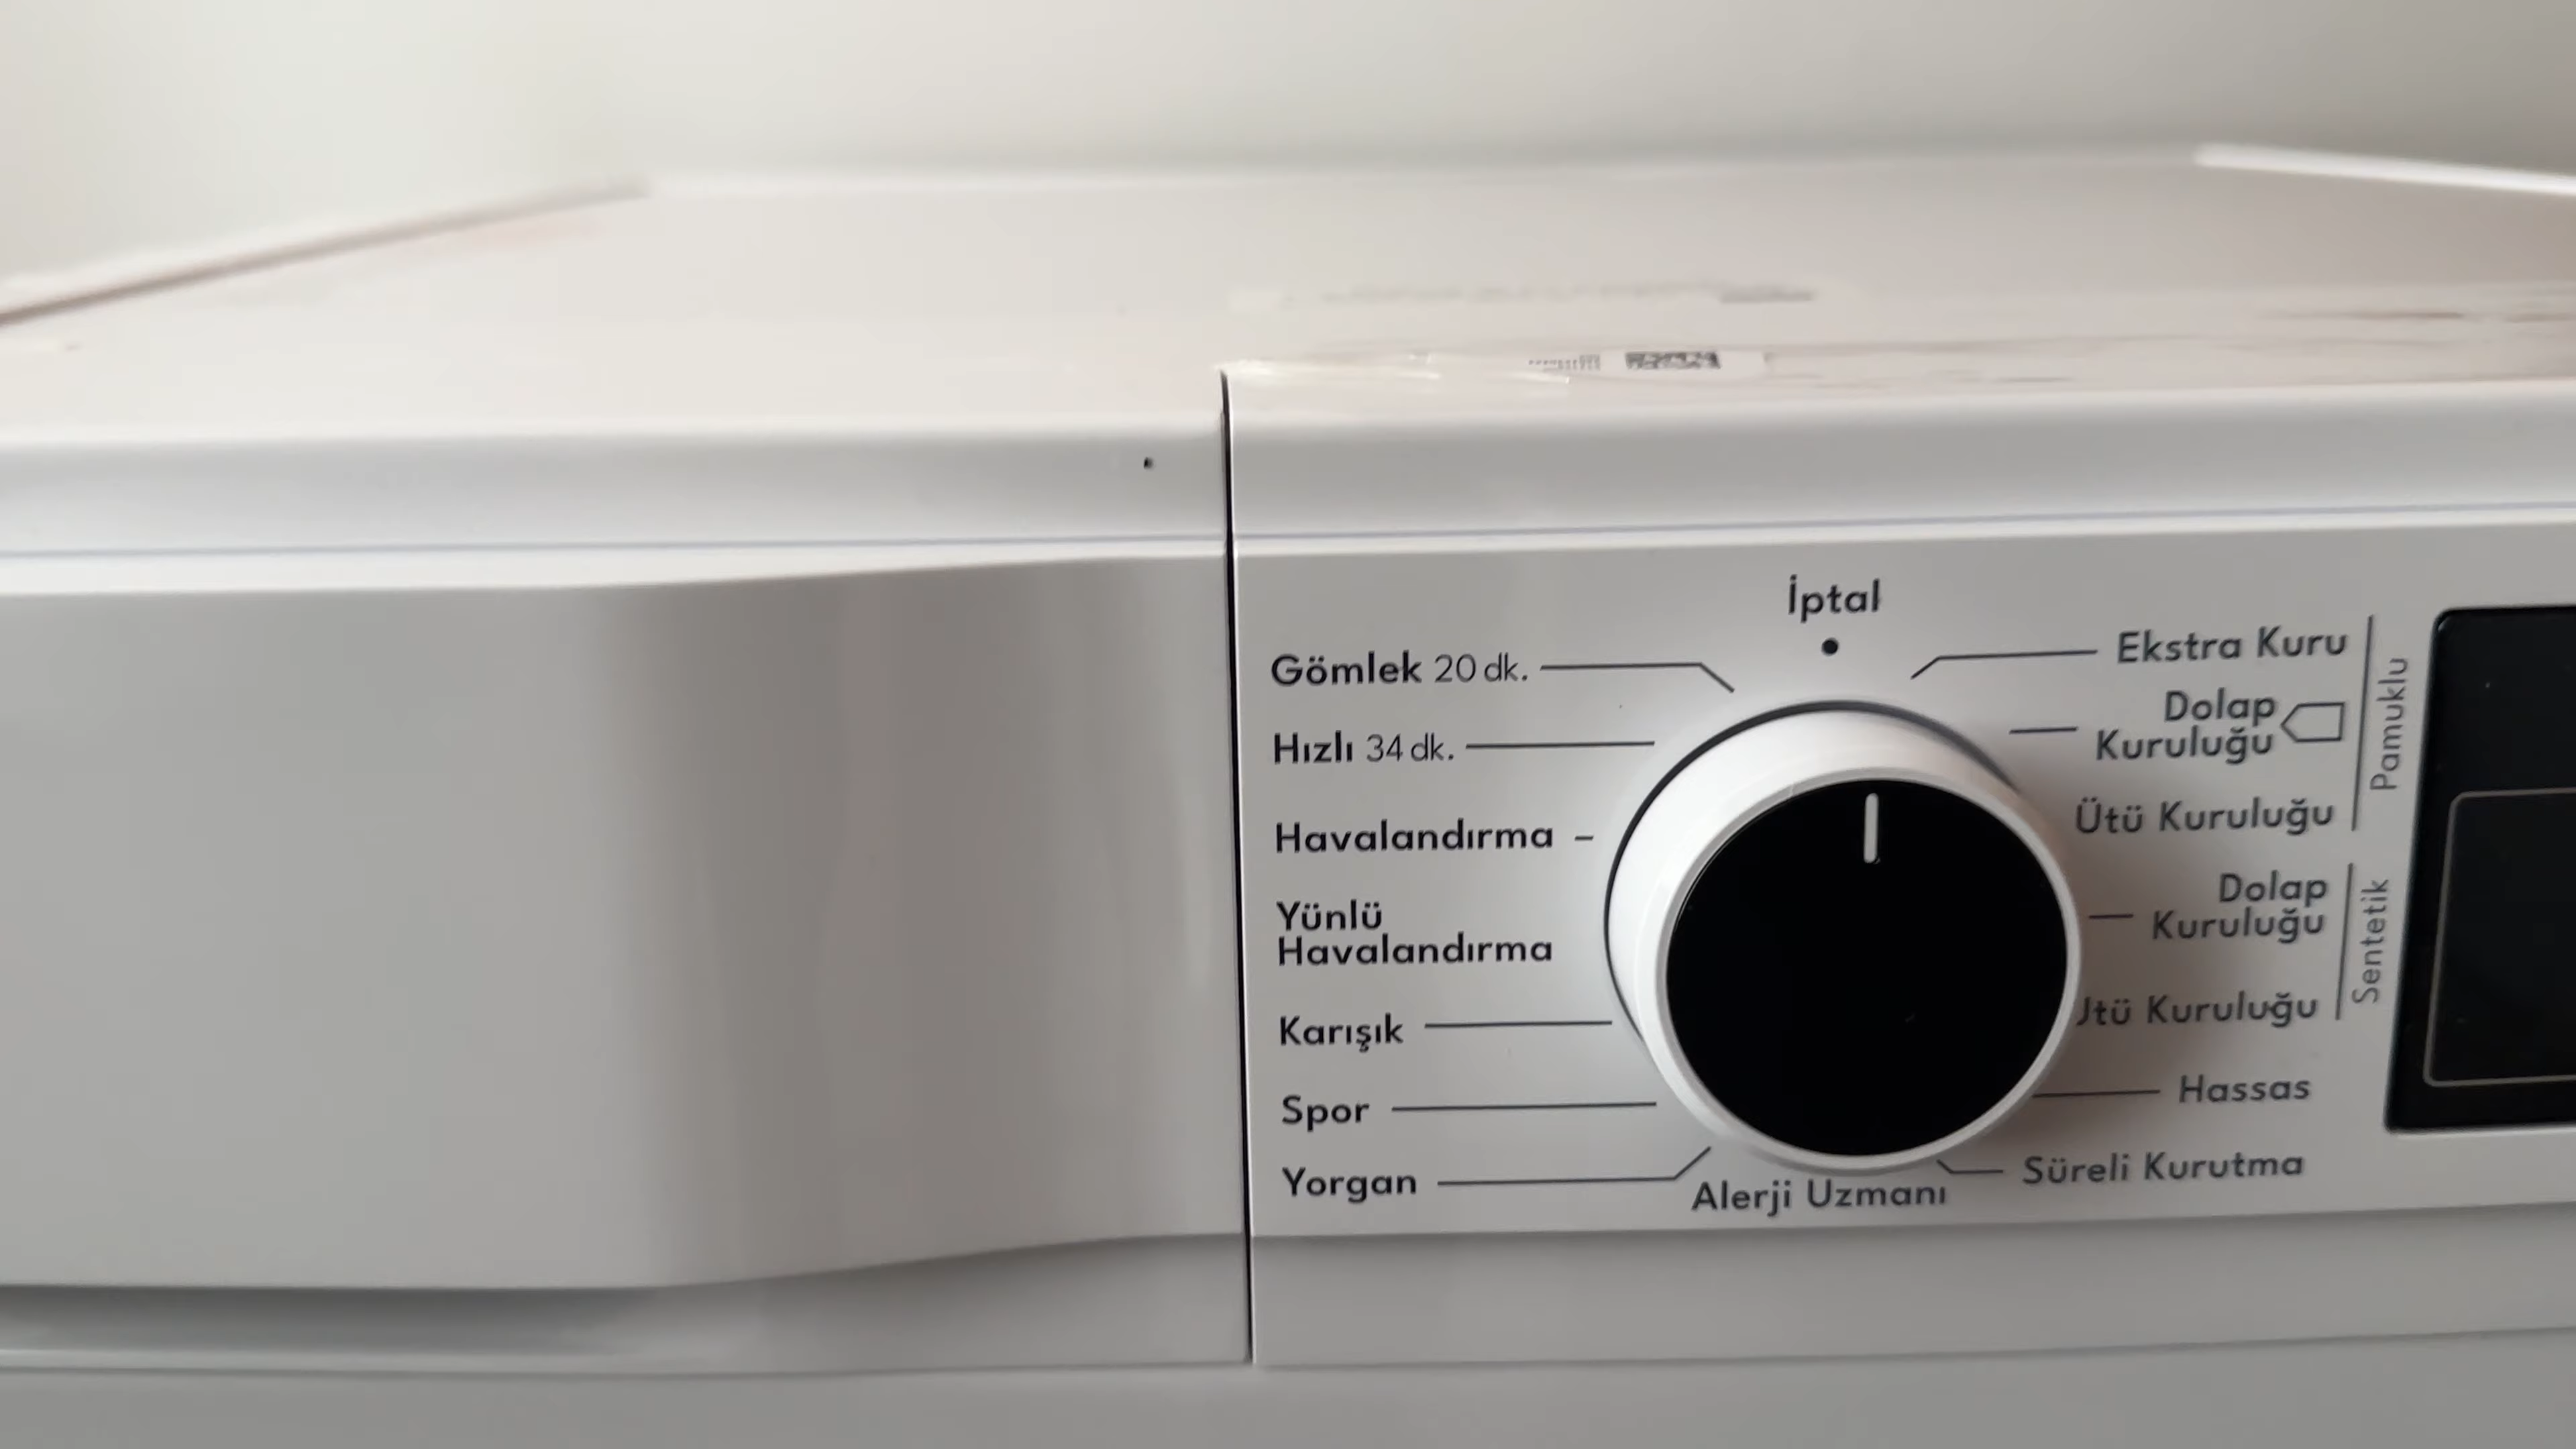 İptal
Gömlek 20 dk.
Hızlı 34 dk.
Havalandırma
Yünlü
Havalandırma
Karışık
Spor
Yorgan
Alerji Uzmanı
Ekstra Kuru
Dolap
Kuruluğu
Ütü Kuruluğu
Pamuklu
Dolap
Kuruluğu
Kuruluğu
Sentetik
Hassas
Süreli Kurutma